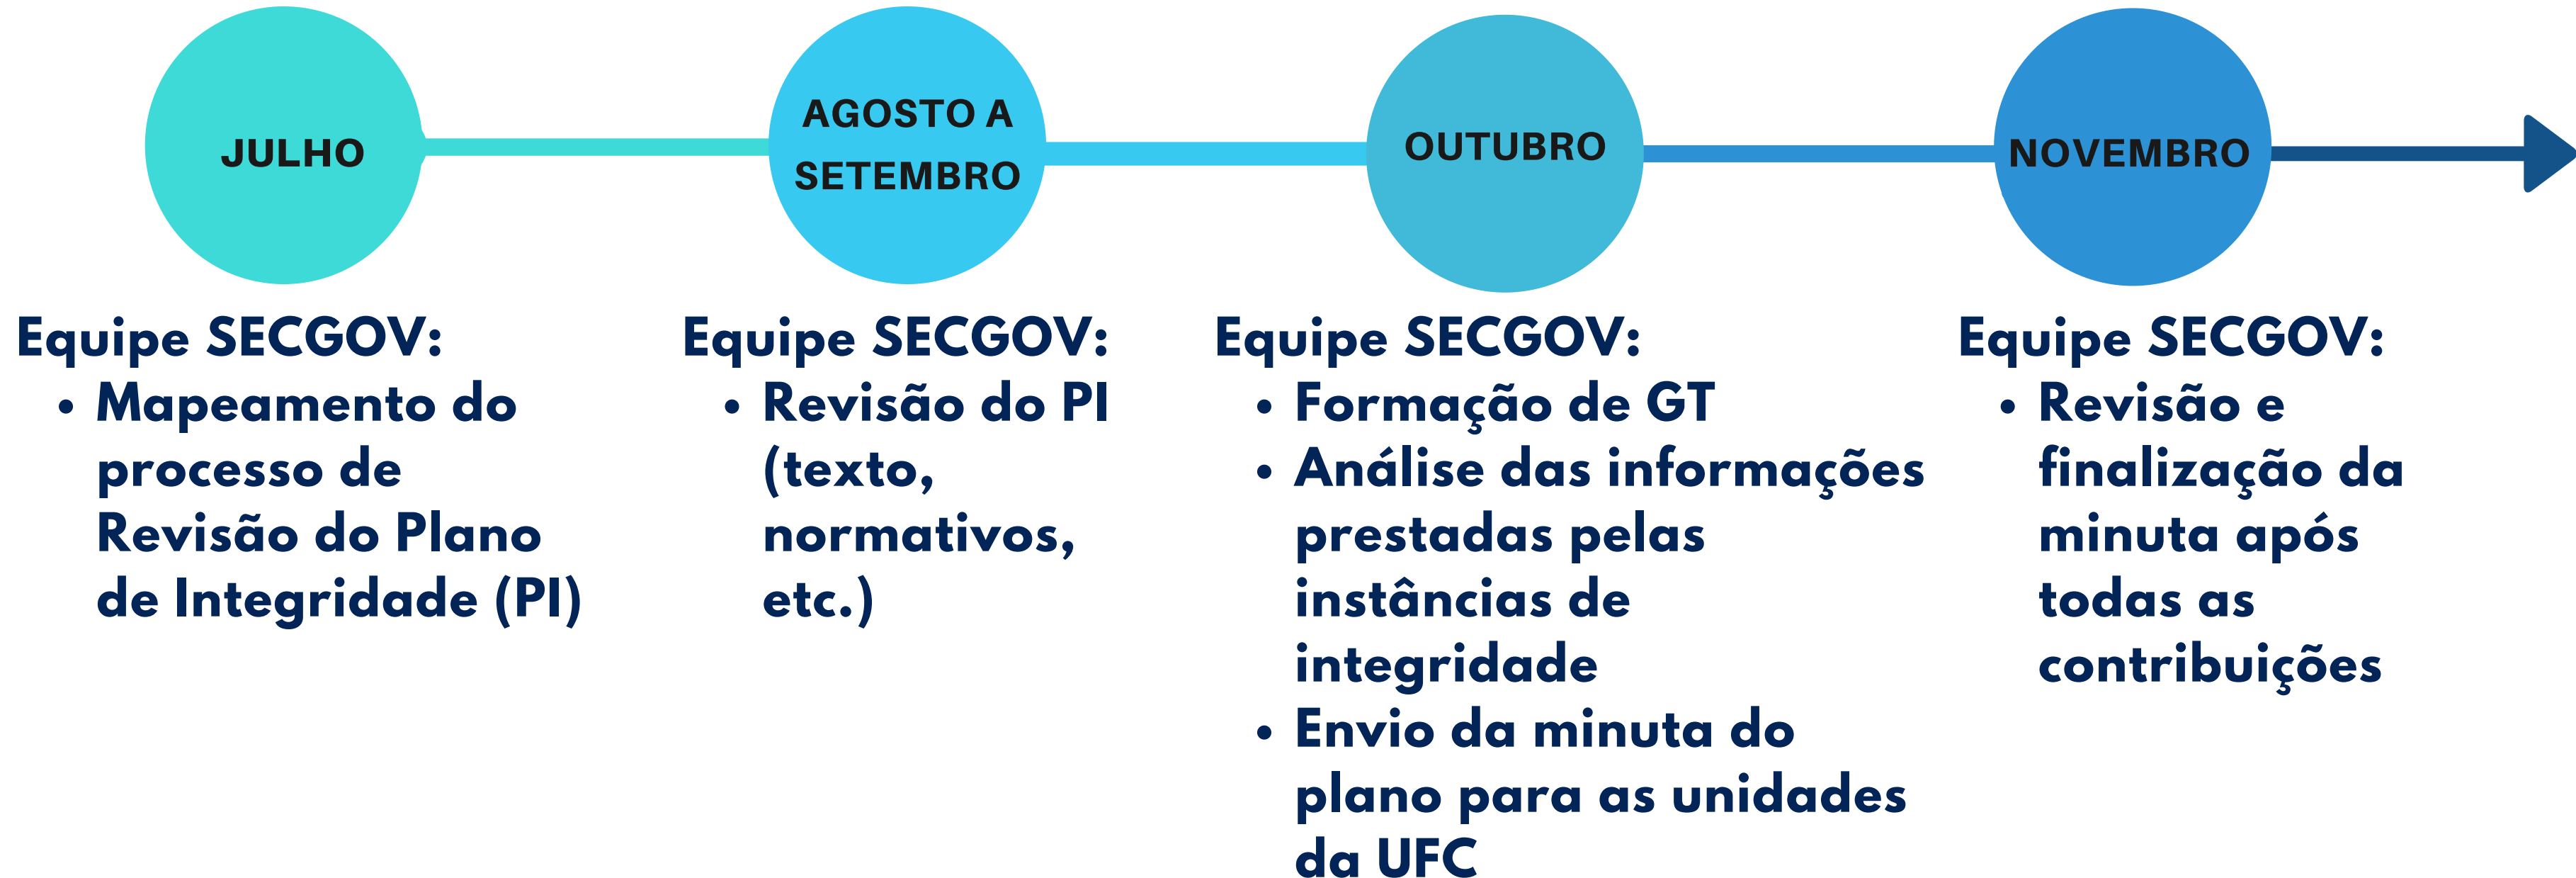 JULHO
Equipe SECGOV:
• Mapeamento do
processo de
Revisão do Plano
de Integridade (PI)
AGOSTO A
SETEMBRO
Equipe SECGOV:
• Revisão do PI
(texto,
normativos,
etc.)
OUTUBRO
Equipe SECGOV:
• Formação de GT
• Análise das informações
prestadas pelas
instâncias de
integridade
• Envio da minuta do
plano para as unidades
da UFC
NOVEMBRO
Equipe SECGOV:
• Revisão e
finalização da
minuta após
todas as
contribuições